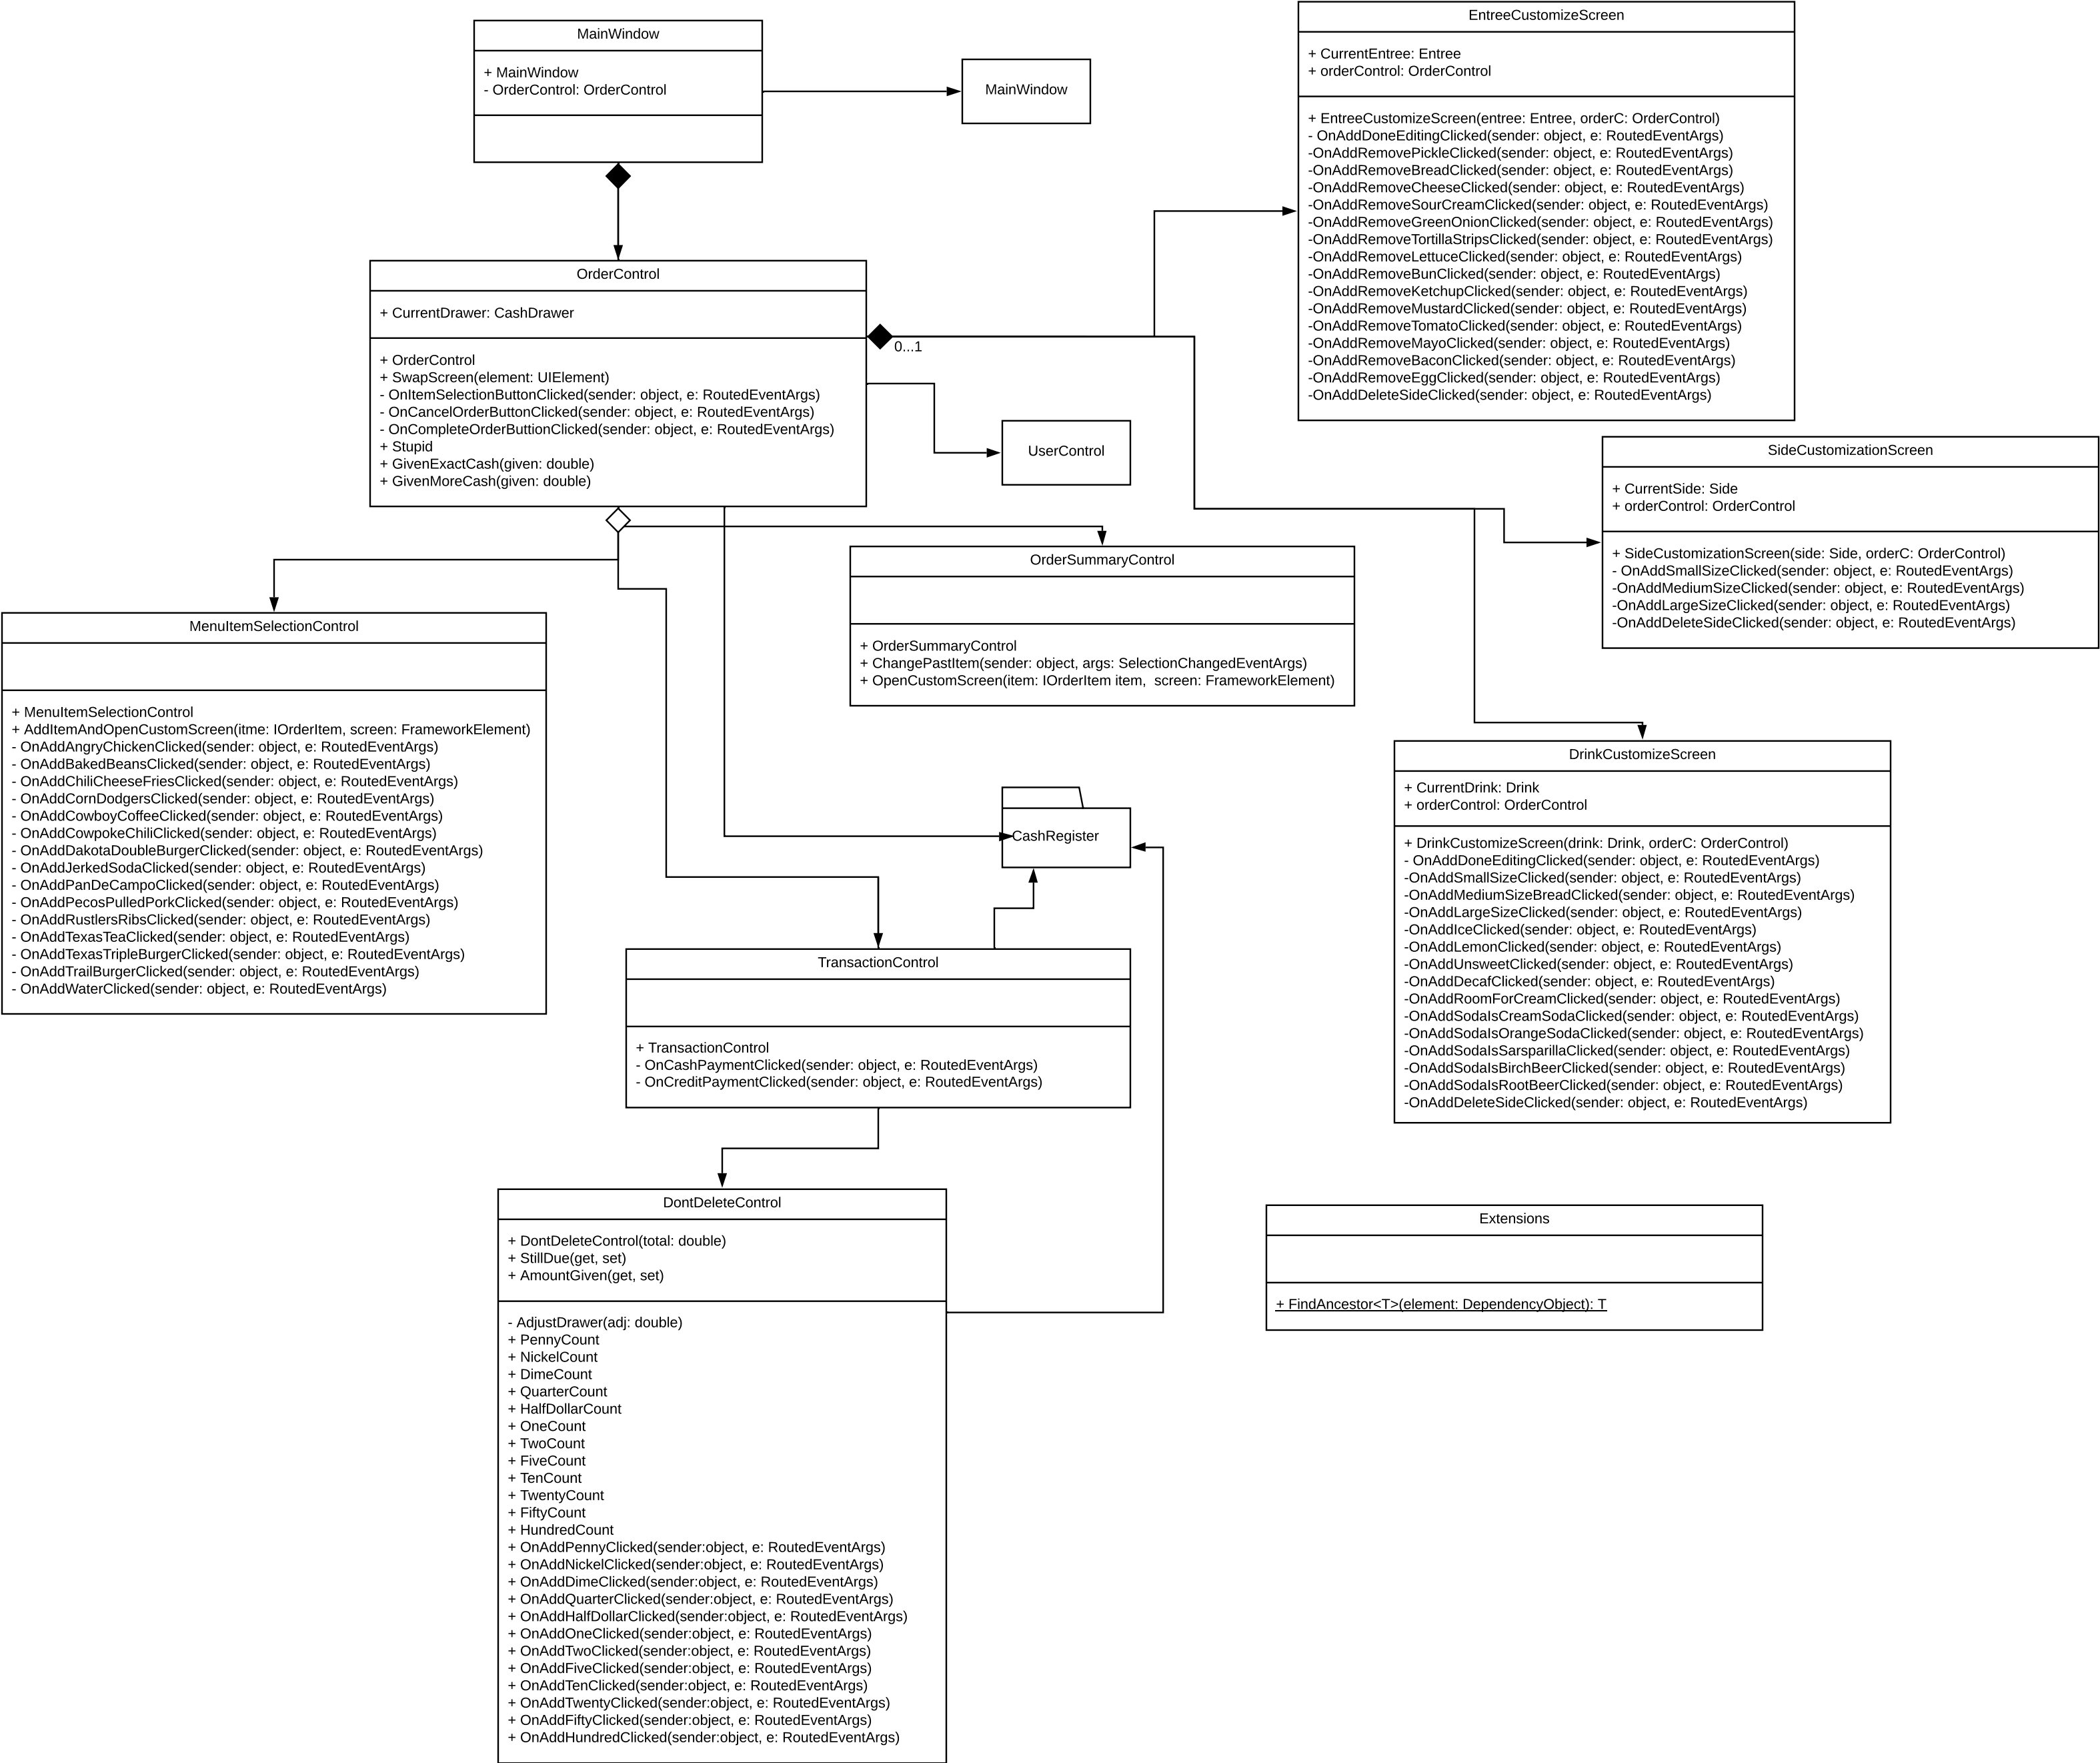 MainWindow
+ MainWindow
- OrderControl: OrderControl
MainWindow
EntreeCustomizeScreen
+ CurrentEntree: Entree
+ orderControl: OrderControl
+ EntreeCustomizeScreen(entree: Entree, orderC: OrderControl)
- OnAddDoneEditingClicked(sender: object, e: RoutedEventArgs)
-OnAddRemovePickleClicked(sender: object, e: RoutedEventArgs)
-OnAddRemoveBreadClicked(sender: object, e: RoutedEventArgs)
-OnAddRemoveCheeseClicked(sender: object, e: RoutedEventArgs)
-OnAddRemoveSourCreamClicked(sender: object, e: RoutedEventArgs)
-OnAddRemoveGreenOnionClicked(sender: object, e: RoutedEventArgs)
-OnAddRemoveTortillaStripsClicked(sender: object, e: RoutedEventArgs)
-OnAddRemoveLettuceClicked(sender: object, e: RoutedEventArgs)
-OnAddRemoveBunClicked(sender: object, e: RoutedEventArgs)
-OnAddRemoveKetchupClicked(sender: object, e: RoutedEventArgs)
-OnAddRemoveMustardClicked(sender: object, e: RoutedEventArgs)
-OnAddRemoveTomatoClicked(sender: object, e: RoutedEventArgs)
-OnAddRemoveMayoClicked(sender: object, e: RoutedEventArgs)
-OnAddRemoveBaconClicked(sender: object, e: RoutedEventArgs)
-OnAddRemoveEggClicked(sender: object, e: RoutedEventArgs)
-OnAddDeleteSideClicked(sender: object, e: RoutedEventArgs)
OrderControl
+ CurrentDrawer: CashDrawer
+ OrderControl
+ SwapScreen(element: UIElement)
- OnItemSelectionButtonClicked(sender: object, e: RoutedEventArgs)
- OnCancelOrderButtonClicked(sender: object, e: RoutedEventArgs)
- OnCompleteOrderButtionClicked(sender: object, e: RoutedEventArgs)
+ Stupid
+ GivenExactCash(given: double)
+ GivenMoreCash(given: double)
0...1
UserControl
SideCustomizationScreen
+ CurrentSide: Side
+ orderControl: OrderControl
+ SideCustomizationScreen(side: Side, orderC: OrderControl)
- OnAddSmallSizeClicked(sender: object, e: RoutedEventArgs)
-OnAddMediumSizeClicked(sender: object, e: RoutedEventArgs)
-OnAddLargeSizeClicked(sender: object, e: RoutedEventArgs)
-OnAddDeleteSideClicked(sender: object, e: RoutedEventArgs)
OrderSummaryControl
+ OrderSummaryControl
+ ChangePastItem(sender: object, args: SelectionChangedEventArgs)
+ OpenCustomScreen(item: IOrderItem item,  screen: FrameworkElement)
MenuItemSelectionControl
+ MenuItemSelectionControl
+ AddItemAndOpenCustomScreen(itme: IOrderItem, screen: FrameworkElement)
- OnAddAngryChickenClicked(sender: object, e: RoutedEventArgs)
- OnAddBakedBeansClicked(sender: object, e: RoutedEventArgs)
- OnAddChiliCheeseFriesClicked(sender: object, e: RoutedEventArgs)
- OnAddCornDodgersClicked(sender: object, e: RoutedEventArgs)
- OnAddCowboyCoffeeClicked(sender: object, e: RoutedEventArgs)
- OnAddCowpokeChiliClicked(sender: object, e: RoutedEventArgs)
- OnAddDakotaDoubleBurgerClicked(sender: object, e: RoutedEventArgs)
- OnAddJerkedSodaClicked(sender: object, e: RoutedEventArgs)
- OnAddPanDeCampoClicked(sender: object, e: RoutedEventArgs)
- OnAddPecosPulledPorkClicked(sender: object, e: RoutedEventArgs)
- OnAddRustlersRibsClicked(sender: object, e: RoutedEventArgs)
- OnAddTexasTeaClicked(sender: object, e: RoutedEventArgs)
- OnAddTexasTripleBurgerClicked(sender: object, e: RoutedEventArgs)
- OnAddTrailBurgerClicked(sender: object, e: RoutedEventArgs)
- OnAddWaterClicked(sender: object, e: RoutedEventArgs)
DrinkCustomizeScreen
+ CurrentDrink: Drink
+ orderControl: OrderControl
+ DrinkCustomizeScreen(drink: Drink, orderC: OrderControl)
- OnAddDoneEditingClicked(sender: object, e: RoutedEventArgs)
-OnAddSmallSizeClicked(sender: object, e: RoutedEventArgs)
-OnAddMediumSizeBreadClicked(sender: object, e: RoutedEventArgs)
-OnAddLargeSizeClicked(sender: object, e: RoutedEventArgs)
-OnAddIceClicked(sender: object, e: RoutedEventArgs)
-OnAddLemonClicked(sender: object, e: RoutedEventArgs)
-OnAddUnsweetClicked(sender: object, e: RoutedEventArgs)
-OnAddDecafClicked(sender: object, e: RoutedEventArgs)
-OnAddRoomForCreamClicked(sender: object, e: RoutedEventArgs)
-OnAddSodaIsCreamSodaClicked(sender: object, e: RoutedEventArgs)
-OnAddSodaIsOrangeSodaClicked(sender: object, e: RoutedEventArgs)
-OnAddSodaIsSarsparillaClicked(sender: object, e: RoutedEventArgs)
-OnAddSodaIsBirchBeerClicked(sender: object, e: RoutedEventArgs)
-OnAddSodaIsRootBeerClicked(sender: object, e: RoutedEventArgs)
-OnAddDeleteSideClicked(sender: object, e: RoutedEventArgs)
CashRegister
TransactionControl
+ TransactionControl
- OnCashPaymentClicked(sender: object, e: RoutedEventArgs)
- OnCreditPaymentClicked(sender: object, e: RoutedEventArgs)
DontDeleteControl
+ DontDeleteControl(total: double)
+ StillDue(get, set)
+ AmountGiven(get, set)
- AdjustDrawer(adj: double)
+ PennyCount
+ NickelCount
+ DimeCount
+ QuarterCount
+ HalfDollarCount
+ OneCount
+ TwoCount
+ FiveCount
+ TenCount
+ TwentyCount
+ FiftyCount
+ HundredCount
+ OnAddPennyClicked(sender:object, e: RoutedEventArgs)
+ OnAddNickelClicked(sender:object, e: RoutedEventArgs)
+ OnAddDimeClicked(sender:object, e: RoutedEventArgs)
+ OnAddQuarterClicked(sender:object, e: RoutedEventArgs)
+ OnAddHalfDollarClicked(sender:object, e: RoutedEventArgs)
+ OnAddOneClicked(sender:object, e: RoutedEventArgs)
+ OnAddTwoClicked(sender:object, e: RoutedEventArgs)
+ OnAddFiveClicked(sender:object, e: RoutedEventArgs)
+ OnAddTenClicked(sender:object, e: RoutedEventArgs)
+ OnAddTwentyClicked(sender:object, e: RoutedEventArgs)
+ OnAddFiftyClicked(sender:object, e: RoutedEventArgs)
+ OnAddHundredClicked(sender:object, e: RoutedEventArgs)
Extensions
+ FindAncestor<T>(element: DependencyObject): T